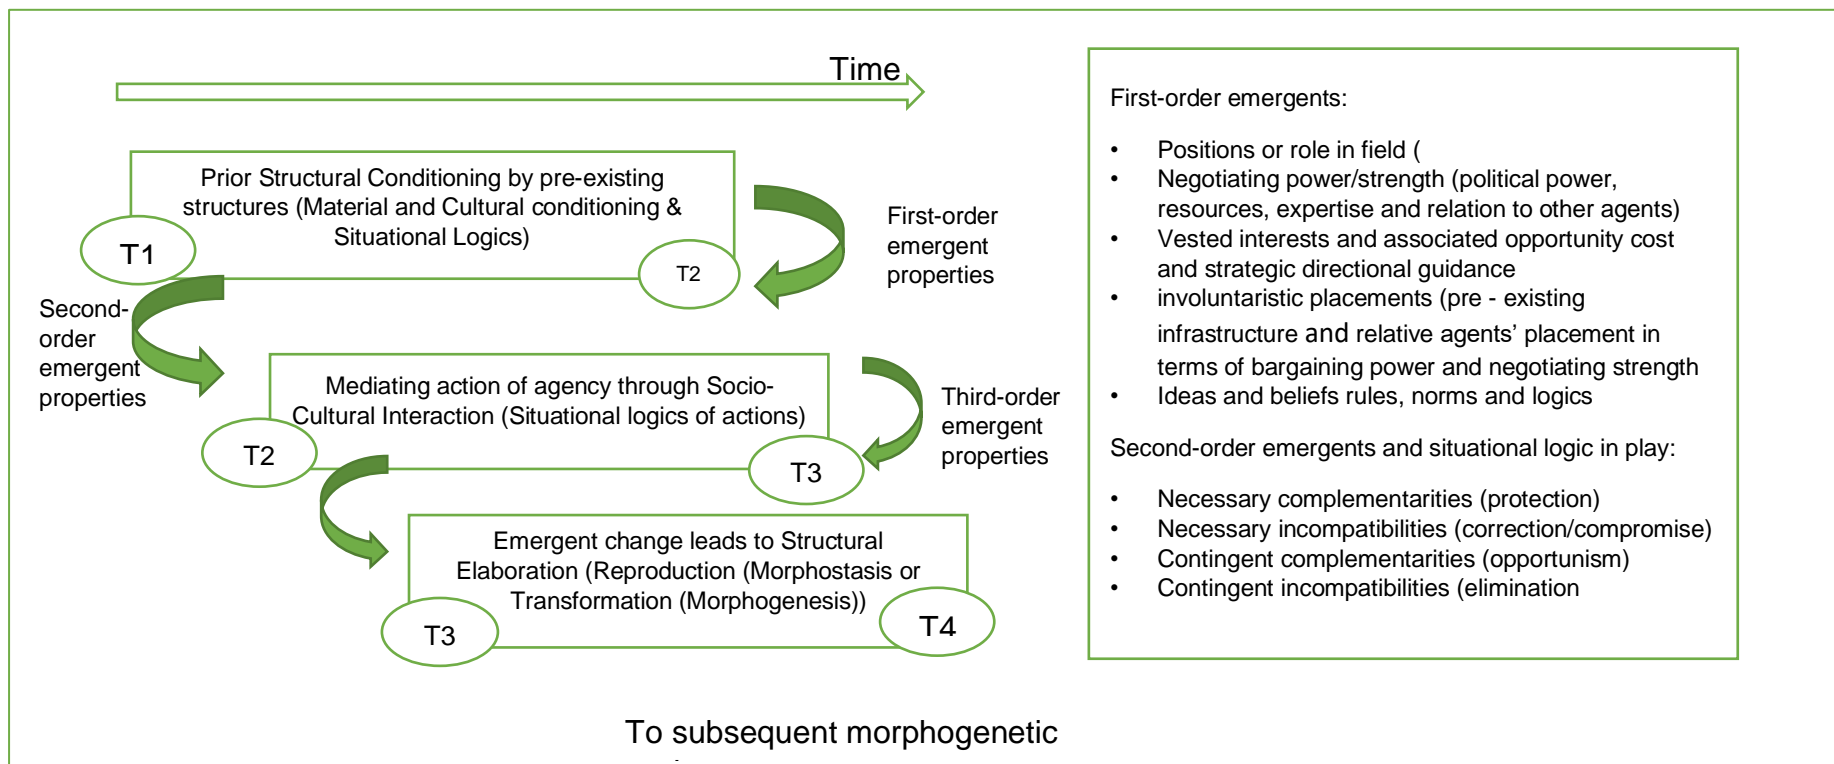 Time
Prior Structural Conditioning by pre-existing
structures (Material and Cultural conditioning &
Situational Logics)
T1
T2
First-order
emergent
properties
Second-
order
emergent
properties
Mediating action of agency through Socio-
Cultural Interaction (Situational logics of actions)
T2
T3
Third-order
emergent
properties
Emergent change leads to Structural
Elaboration (Reproduction (Morphostasis or
Transformation (Morphogenesis))
T3
T4
To subsequent morphogenetic
First-order emergents:
• Positions or role in field (
• Negotiating power/strength (political power,
resources, expertise and relation to other agents)
• Vested interests and associated opportunity cost
and strategic directional guidance
• involuntaristic placements (pre - existing
infrastructure and relative agents’ placement in
terms of bargaining power and negotiating strength
• Ideas and beliefs rules, norms and logics
Second-order emergents and situational logic in play:
• Necessary complementarities (protection)
• Necessary incompatibilities (correction/compromise)
• Contingent complementarities (opportunism)
• Contingent incompatibilities (elimination